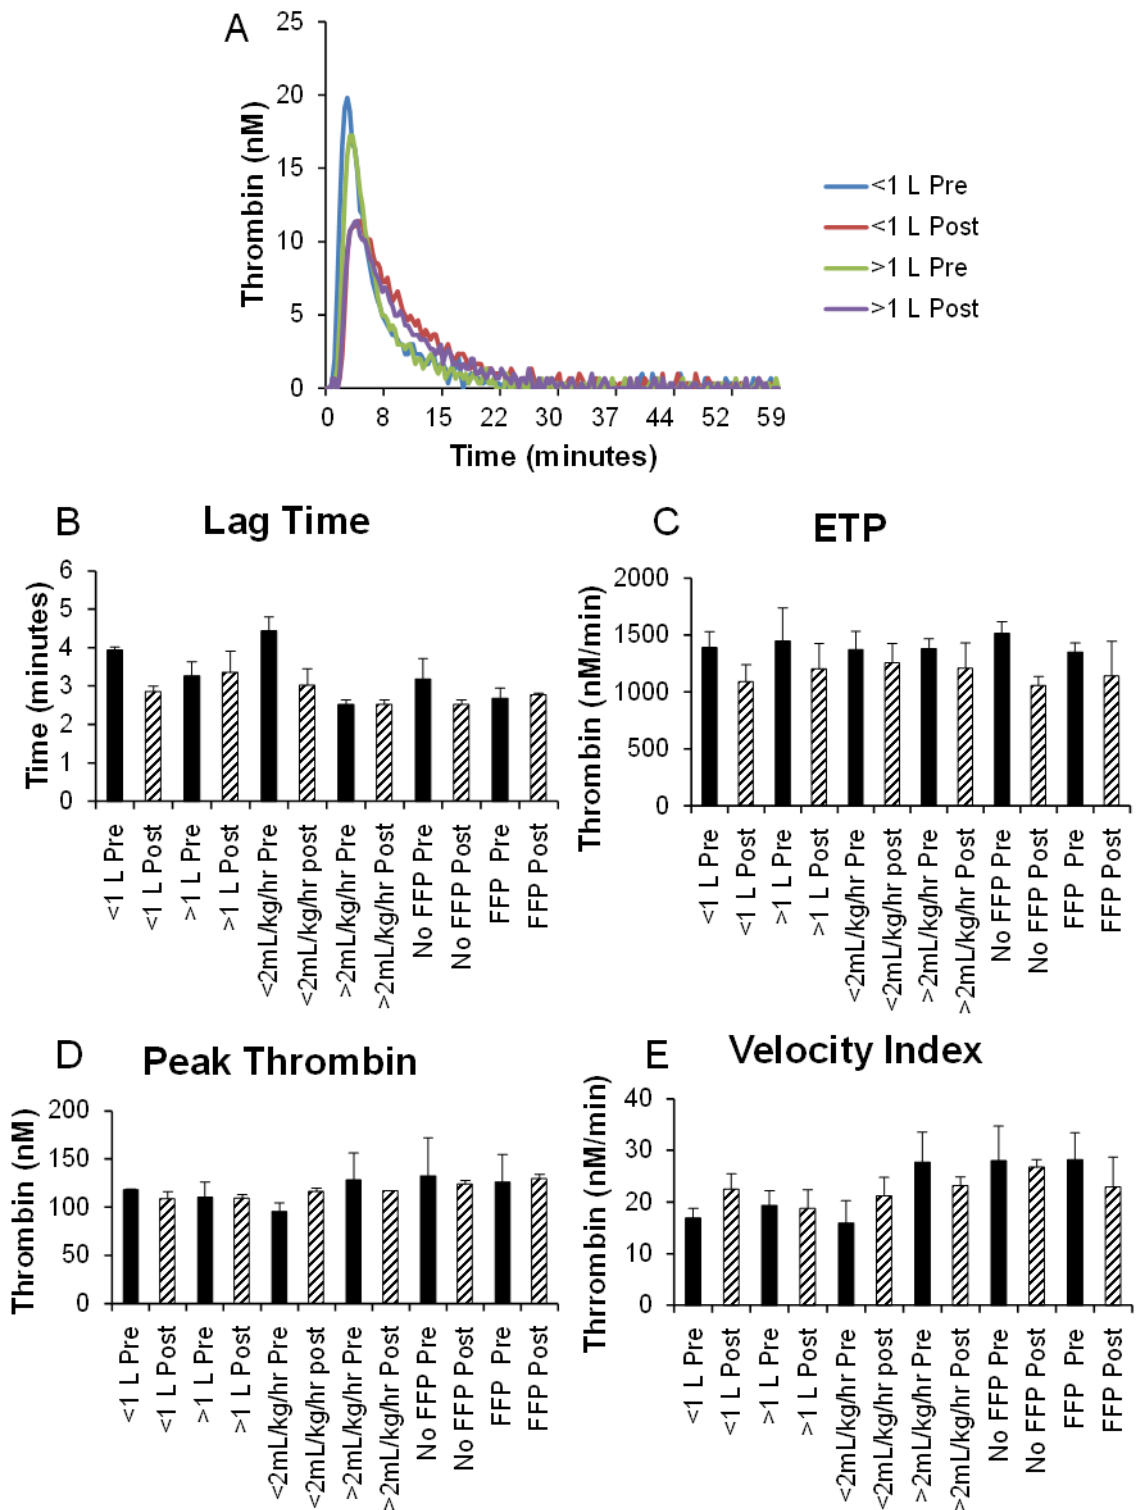 A
25
20
15
10
5
0
Thrombin (nM)
0 8 15 22 30 37 44 52 59
Time (minutes)
<1 L Pre
<1 L Post
>1 L Pre
>1 L Post
B
Lag Time
6
5
4
3
2
1
0
Time (minutes)
<1 L Pre
<1 L Post
>1 L Pre
>1 L Post
<2mL/kg/hr Pre
<2mL/kg/hr post
>2mL/kg/hr Pre
>2mL/kg/hr Post
No FFP Pre
No FFP Post
FFP Pre
FFP Post
C
ETP
2000
1500
1000
500
0
Thrombin (nM/min)
<1 L Pre
<1 L Post
>1 L Pre
>1 L Post
<2mL/kg/hr Pre
<2mL/kg/hr post
>2mL/kg/hr Pre
>2mL/kg/hr Post
No FFP Pre
No FFP Post
FFP Pre
FFP Post
D
Peak Thrombin
200
150
100
50
0
Thrombin (nM)
<1 L Pre
<1 L Post
>1 L Pre
>1 L Post
<2mL/kg/hr Pre
<2mL/kg/hr post
>2mL/kg/hr Pre
>2mL/kg/hr Post
No FFP Pre
No FFP Post
FFP Pre
FFP Post
E
Velocity Index
40
30
20
10
0
Thrrombin (nM/min)
<1 L Pre
<1 L Post
>1 L Pre
>1 L Post
<2mL/kg/hr Pre
<2mL/kg/hr post
>2mL/kg/hr Pre
>2mL/kg/hr Post
No FFP Pre
No FFP Post
FFP Pre
FFP Post